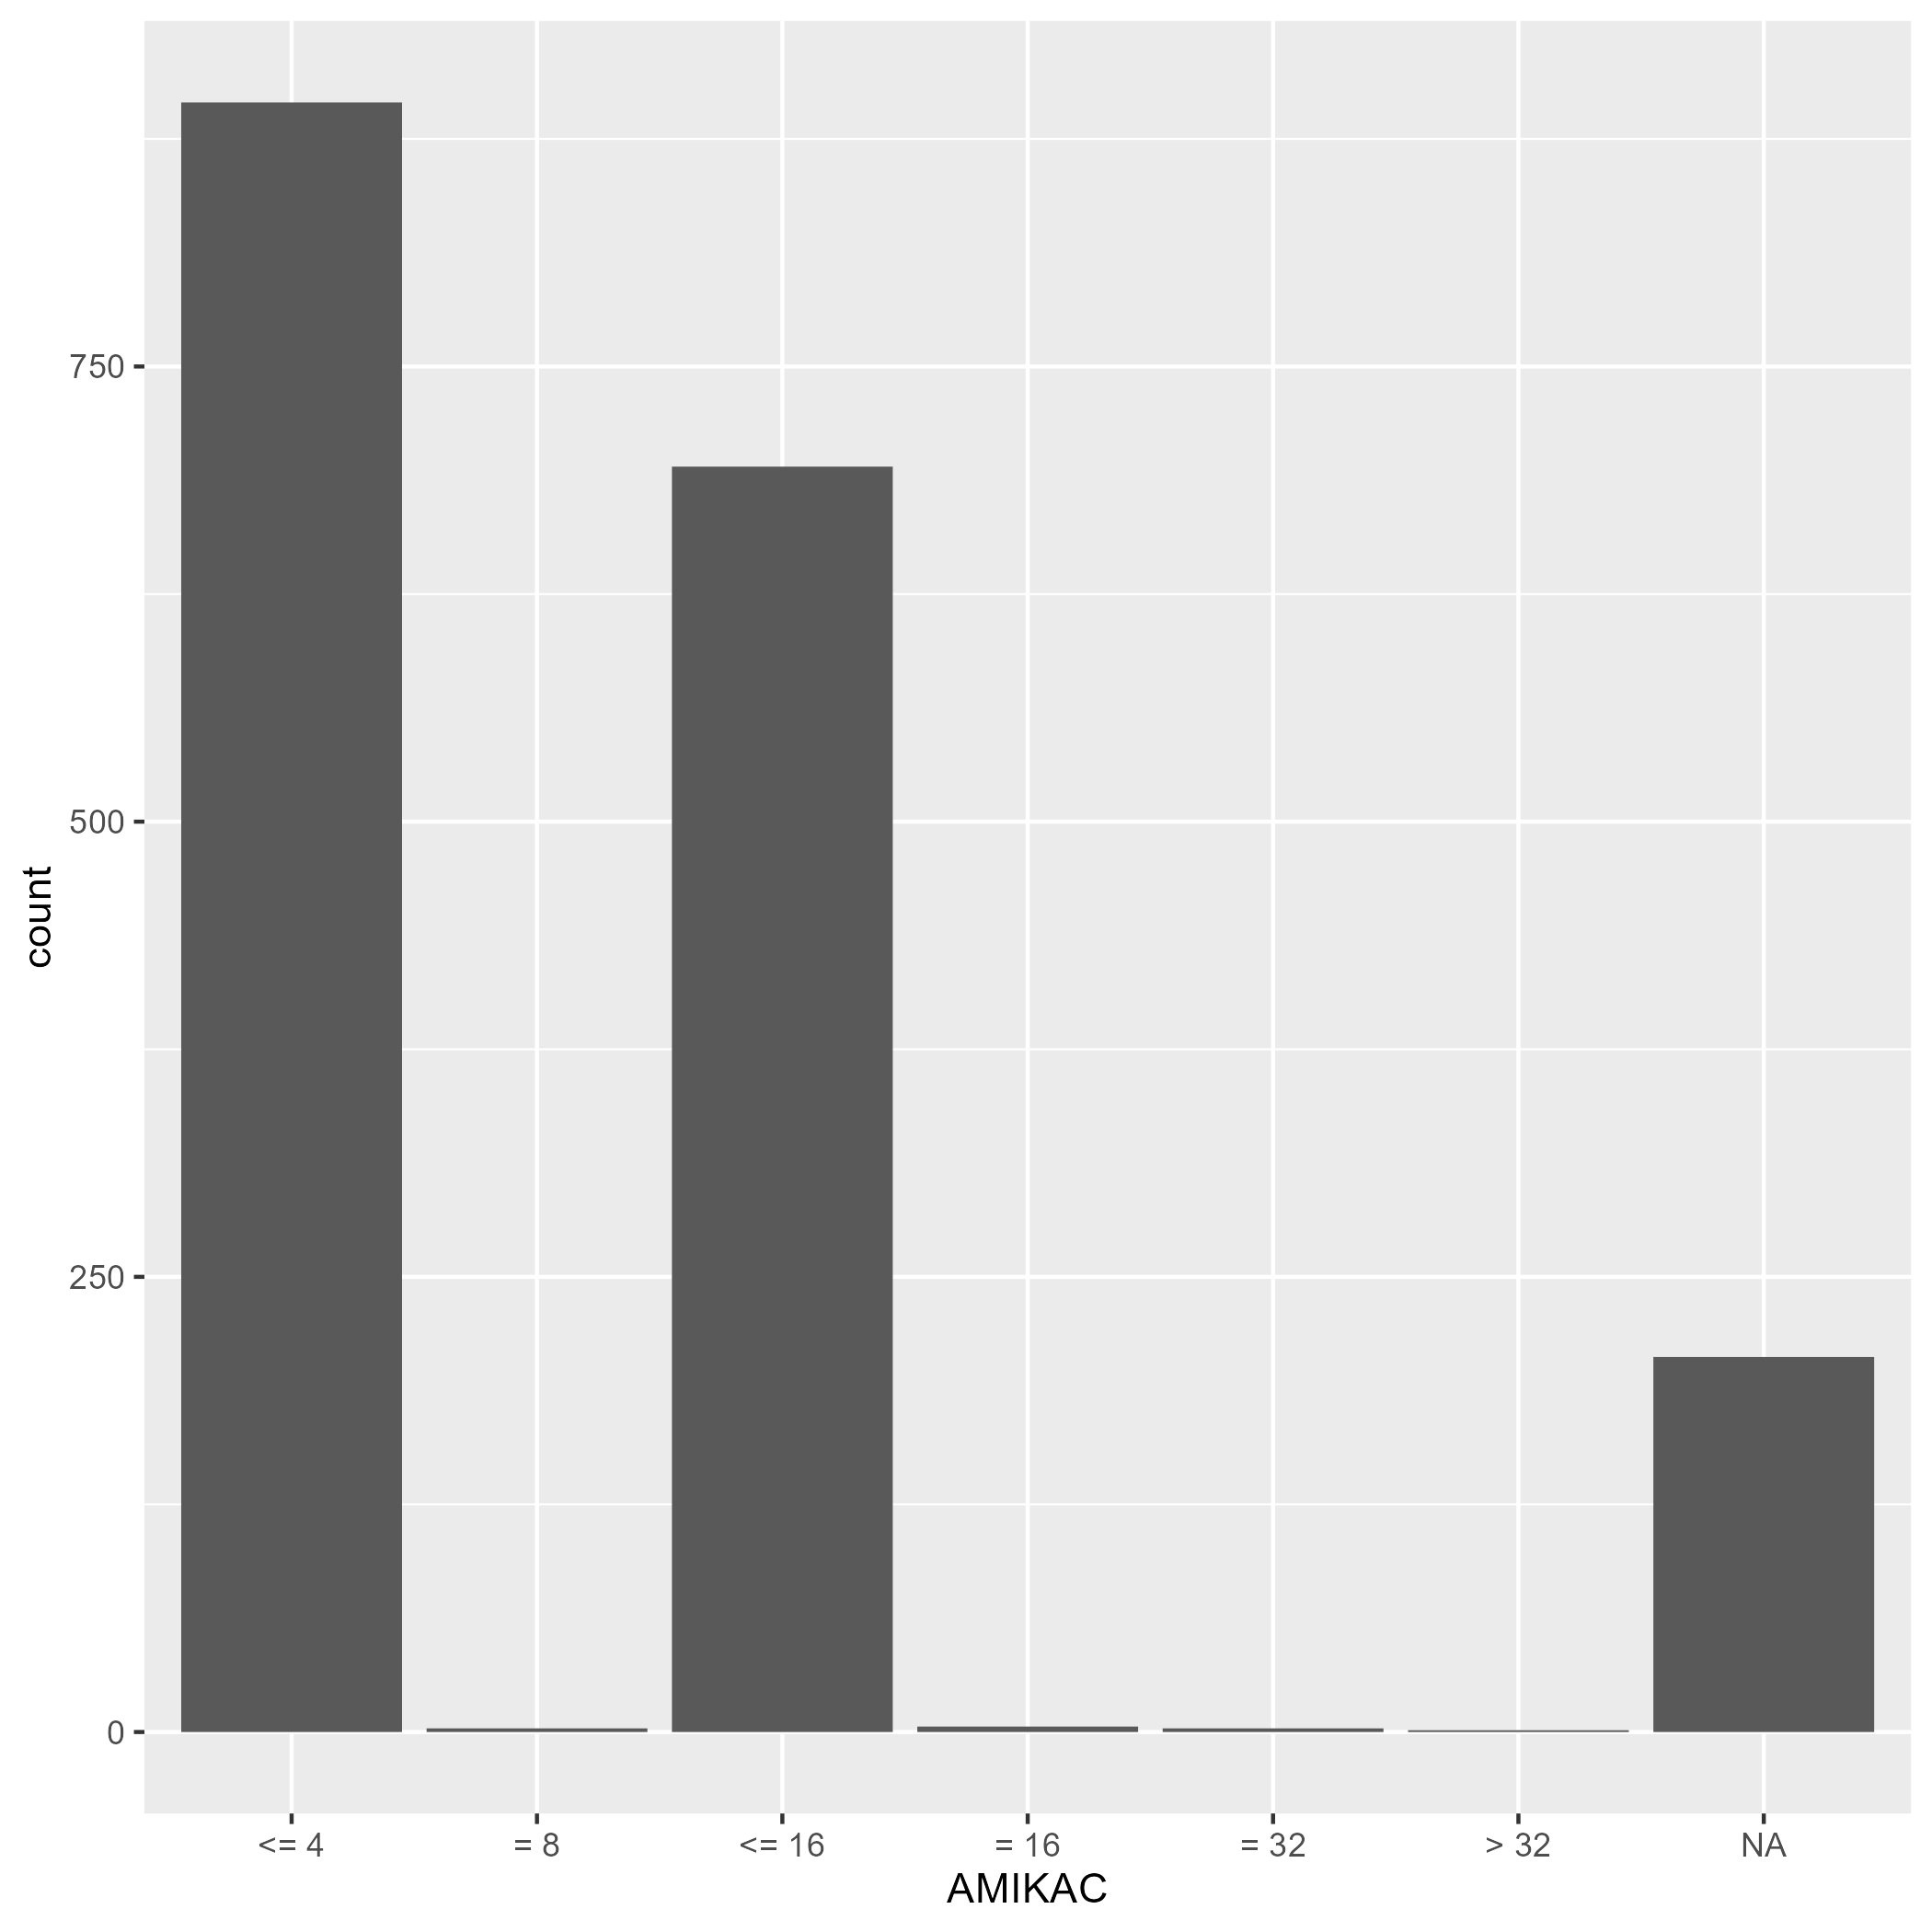 count
750
500
250
0
<= 4 = 8 <= 16 = 16 = 32 > 32 NA
AMIKAC